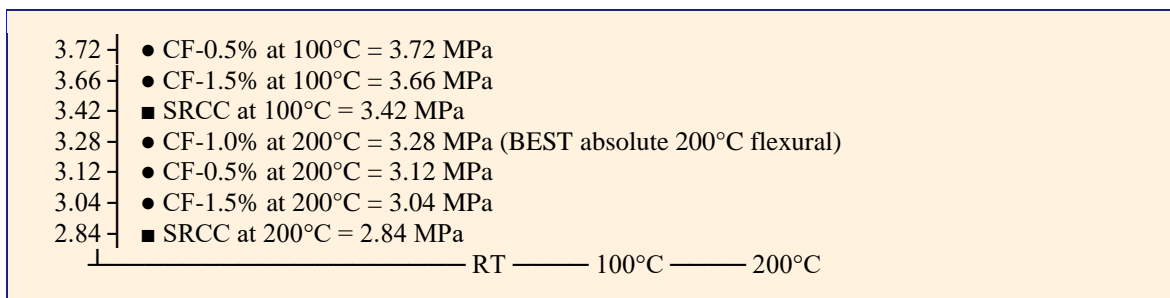 3.72 ┤ ● CF-0.5% at 100°C = 3.72 MPa
3.66 ┤ ● CF-1.5% at 100°C = 3.66 MPa
3.42 ┤ ■ SRCC at 100°C = 3.42 MPa
3.28 ┤ ● CF-1.0% at 200°C = 3.28 MPa (BEST absolute 200°C flexural)
3.12 ┤ ● CF-0.5% at 200°C = 3.12 MPa
3.04 ┤ ● CF-1.5% at 200°C = 3.04 MPa
2.84 ┤ ■ SRCC at 200°C = 2.84 MPa
┴──────────────────── RT ──── 100°C ──── 200°C